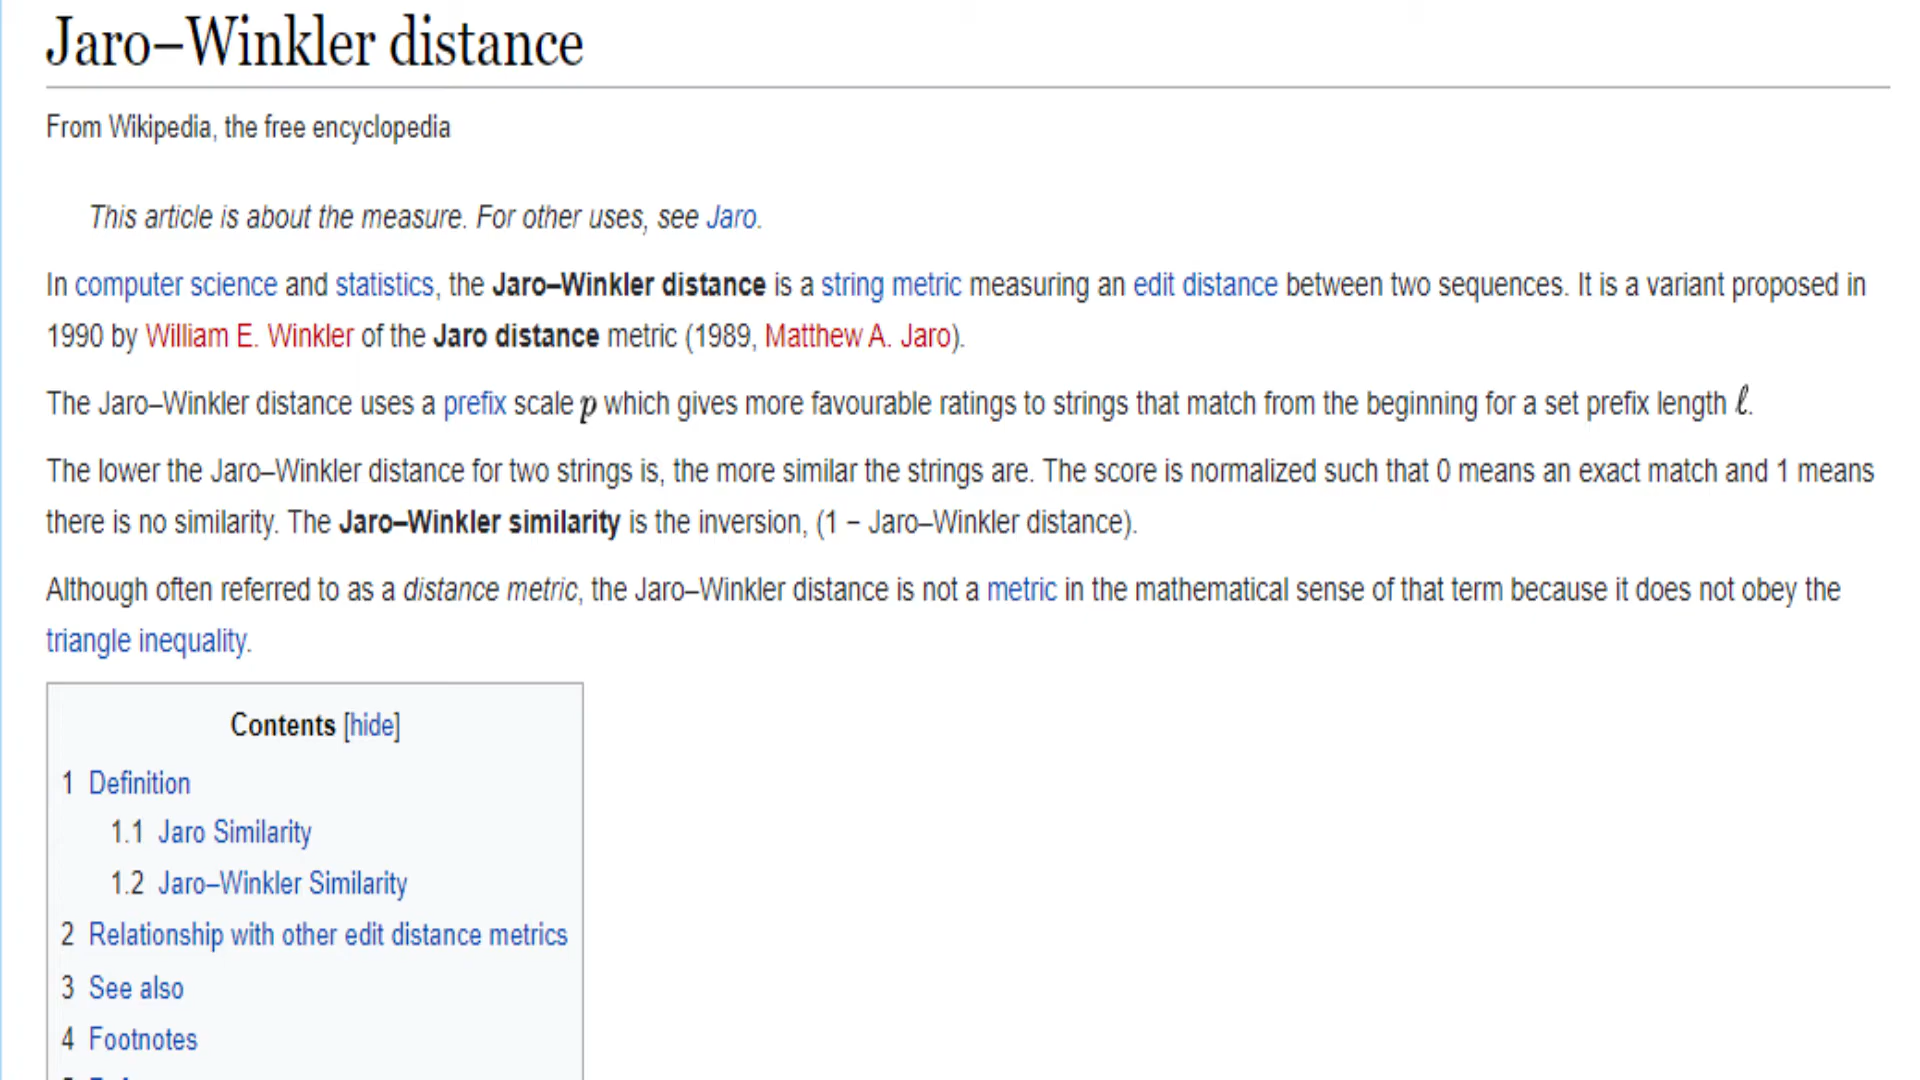 Jaro–Winkler distance
From Wikipedia, the free encyclopedia
This article is about the measure. For other uses, see Jaro.
In computer science and statistics, the Jaro–Winkler distance is a string metric measuring an edit distance between two sequences. It is a variant proposed in
1990 by William E. Winkler of the Jaro distance metric (1989, Matthew A. Jaro).
The Jaro–Winkler distance uses a prefix scale p which gives more favourable ratings to strings that match from the beginning for a set prefix length ℓ.
The lower the Jaro–Winkler distance for two strings is, the more similar the strings are. The score is normalized such that 0 means an exact match and 1 means
there is no similarity. The Jaro–Winkler similarity is the inversion, (1 − Jaro–Winkler distance).
Although often referred to as a distance metric, the Jaro–Winkler distance is not a metric in the mathematical sense of that term because it does not obey the
triangle inequality.
Contents [hide]
1 Definition
1.1 Jaro Similarity
1.2 Jaro–Winkler Similarity
2 Relationship with other edit distance metrics
3 See also
4 Footnotes